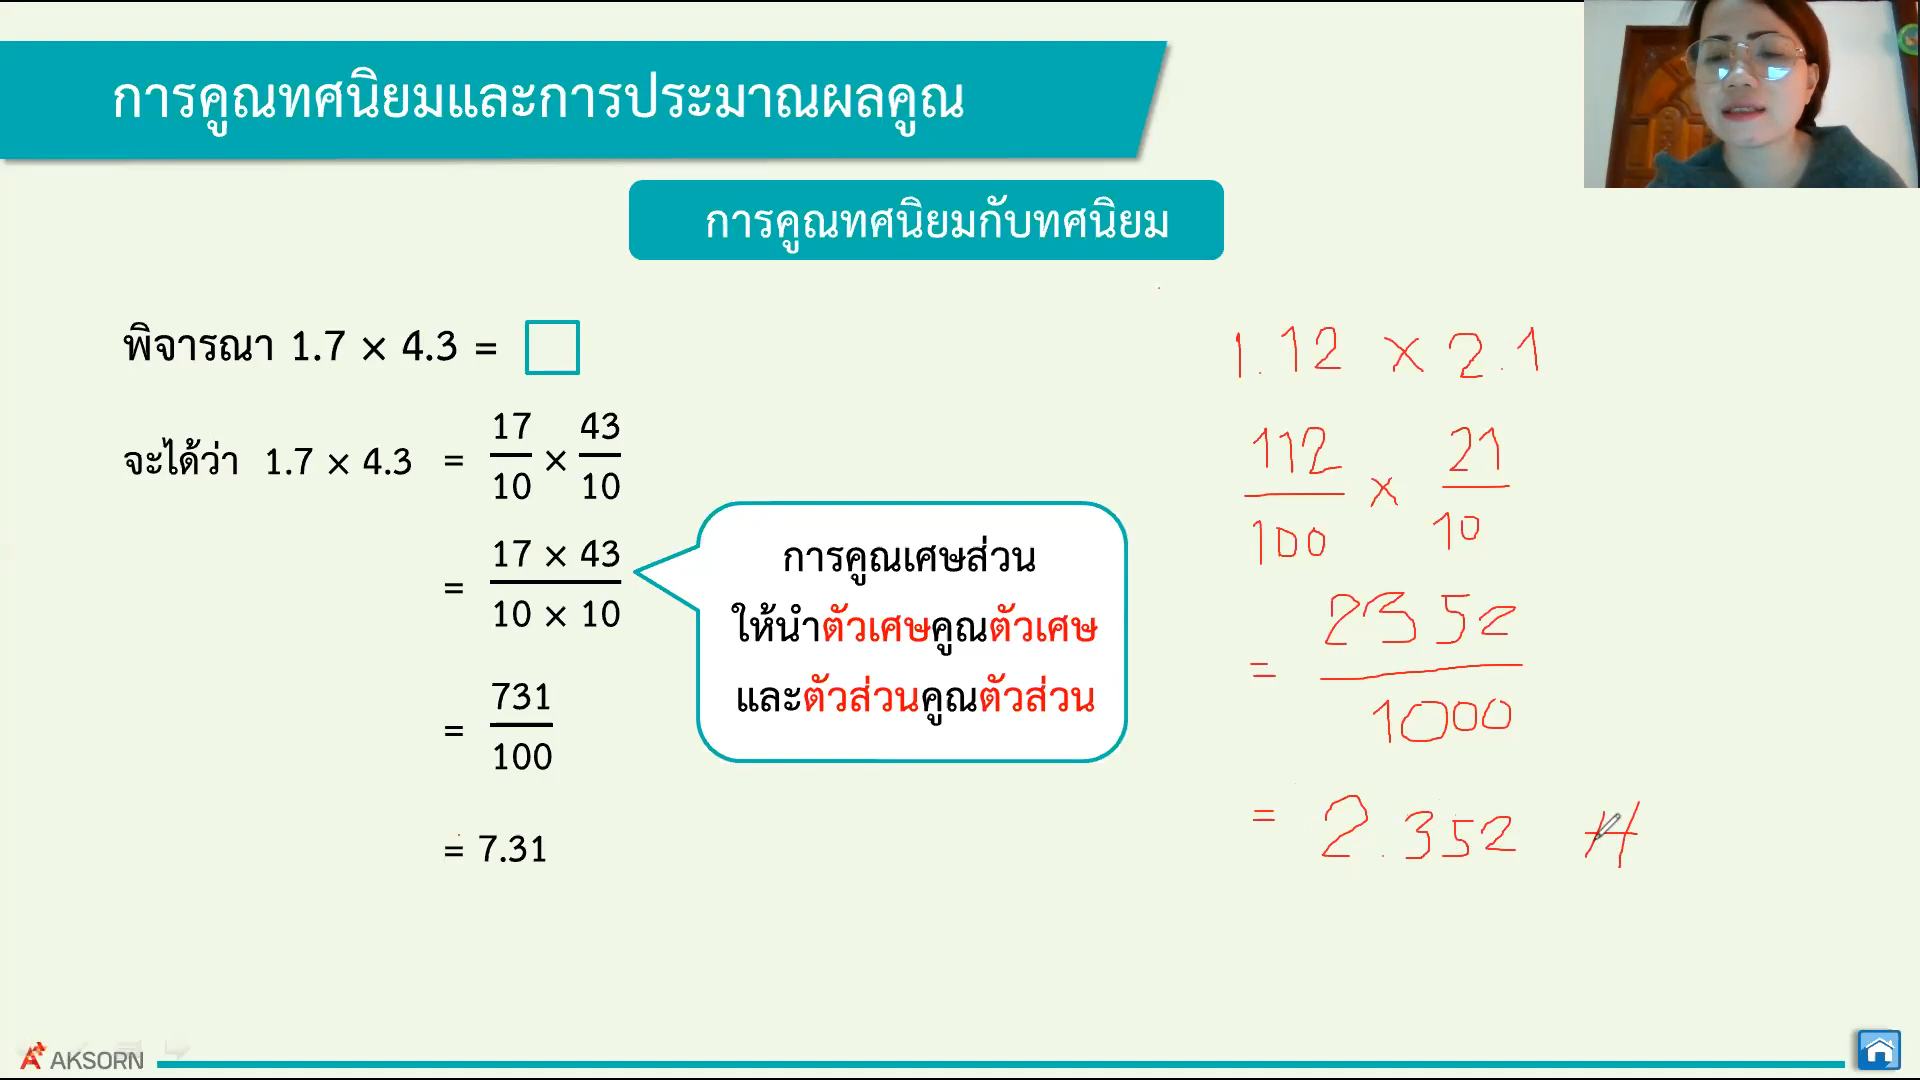 การคูณทศนิยมและการประมาณผลคูณ
การคูณทศนิยมกับทศนิยม
พิจารณา 1.7 × 4.3 =
จะได้ว่า 1.7 × 4.3 = 17/10 × 43/10
= 17 × 43 / 10 × 10
= 731/100
= 7.31
การคูณเศษส่วน
ให้นำตัวเศษคูณตัวเศษ
และตัวส่วนคูณตัวส่วน
1.12 × 2.1
112/100 × 21/10
= 2352/1000
= 2.352 #
AKSORN